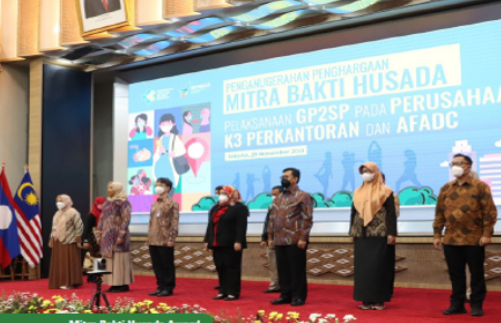 PENGANUGERAHAN PENGHARGAAN
MITRA BAKTI HUSADA
PELAKSANAAN GP2SP PADA PERUSAHAA
K3 PERKANTORAN DAN AFADC
Mitra Bakti Husada Award